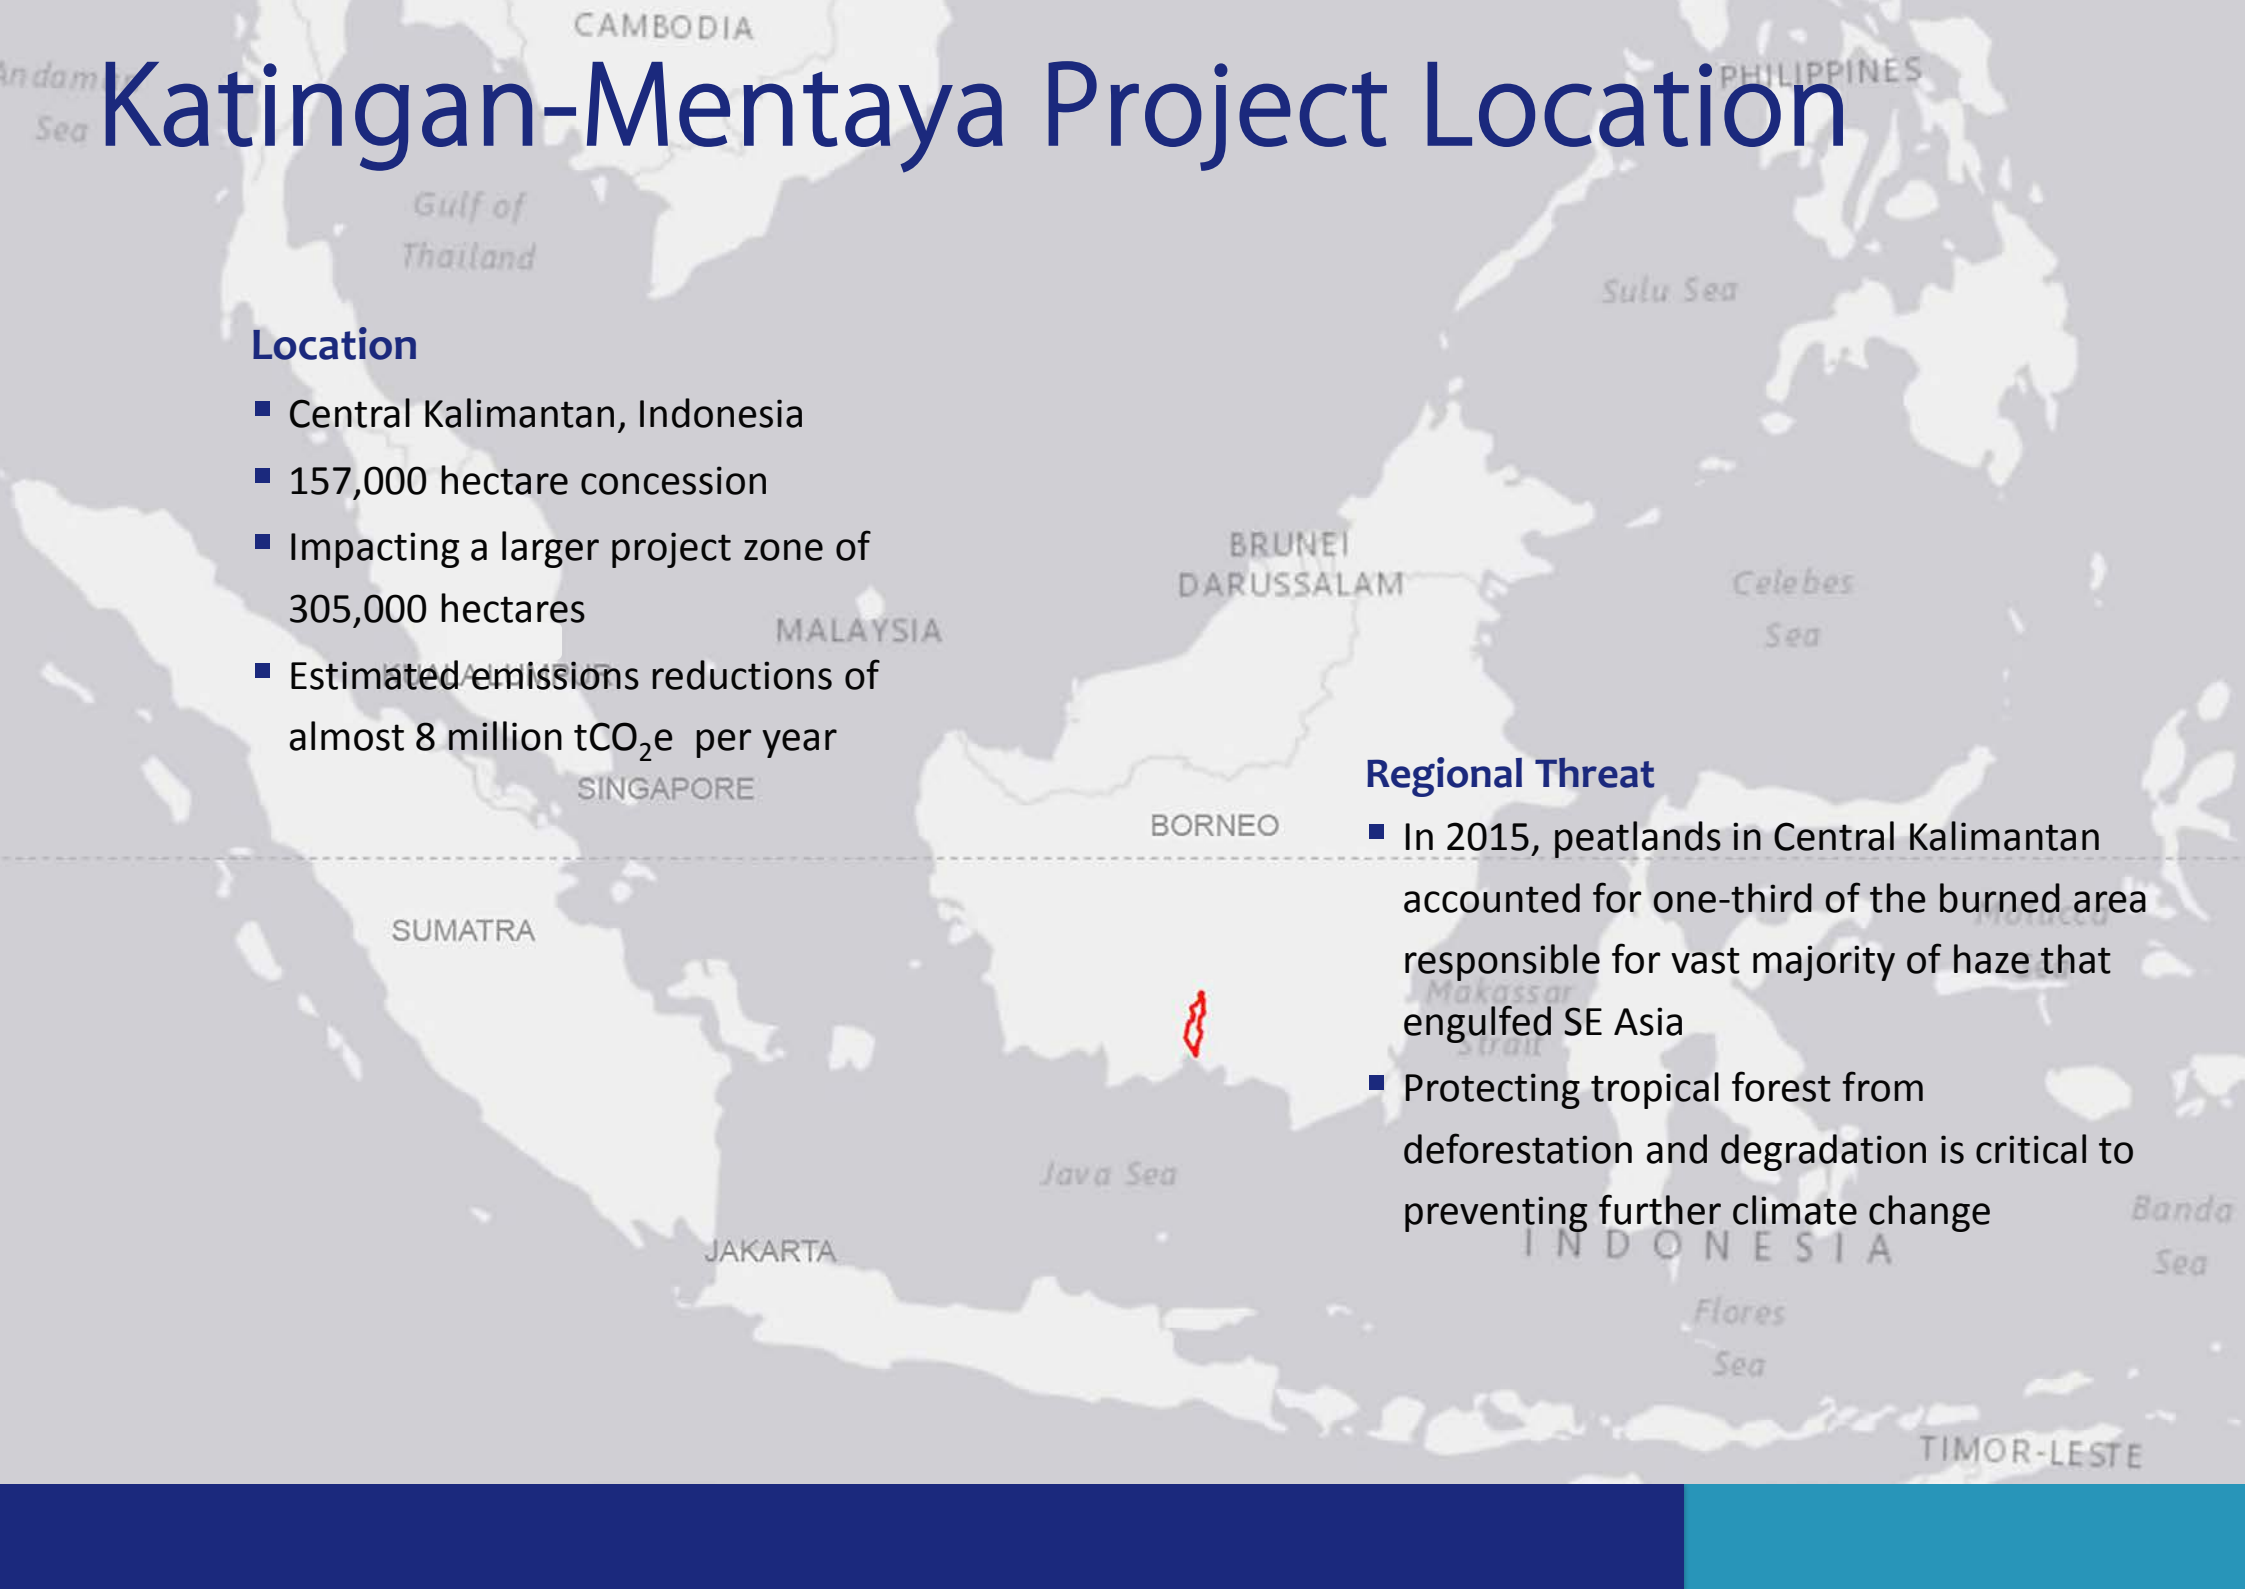 CAMBODIA
PHILIPPINES
Andaman
Sea
Katingan-Mentaya Project Location
Gulf of
Thailand
Sulu Sea
Location
▪ Central Kalimantan, Indonesia
▪ 157,000 hectare concession
▪ Impacting a larger project zone of
305,000 hectares
▪ Estimated emissions reductions of
almost 8 million tCO₂e per year
KUALA LUMPUR
MALAYSIA
SINGAPORE
BRUNEI
DARUSSALAM
Celebes
Sea
BORNEO
SUMATRA
Regional Threat
▪ In 2015, peatlands in Central Kalimantan
accounted for one-third of the burned area
responsible for vast majority of haze that
engulfed SE Asia
▪ Protecting tropical forest from
deforestation and degradation is critical to
preventing further climate change
Molucca
Sea
Makassar
Strait
Java Sea
JAKARTA
INDONESIA
Banda
Sea
Flores
Sea
TIMOR-LESTE